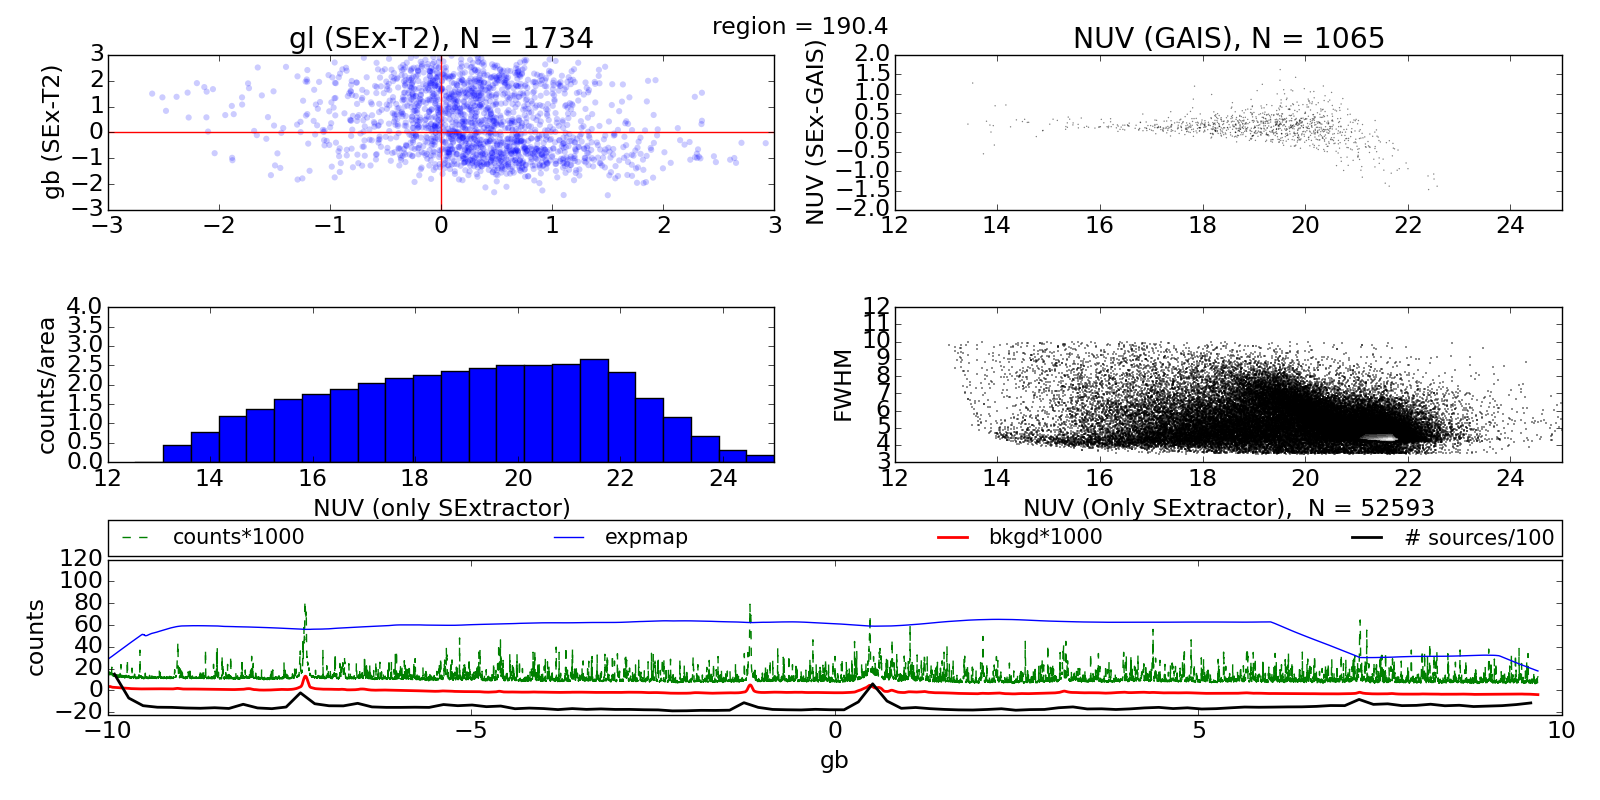 region = 190.4
gl (SEx-T2), N = 1734
gb (SEx-T2)
3
2
1
0
−1
−2
−3
−3 −2 −1 0 1 2 3
NUV (GAIS), N = 1065
NUV (SEx-GAIS)
2.0
1.5
1.0
0.5
0.0
−0.5
−1.0
−1.5
−2.0
12 14 16 18 20 22 24
counts/area
4.0
3.5
3.0
2.5
2.0
1.5
1.0
0.5
0.0
12 14 16 18 20 22 24
NUV (only SExtractor)
FWHM
12
11
10
9
8
7
6
5
4
3
12 14 16 18 20 22 24
NUV (Only SExtractor), N = 52593
counts*1000 expmap bkgd*1000 # sources/100
counts
120
100
80
60
40
20
0
−20
−10 −5 0 5 10
gb